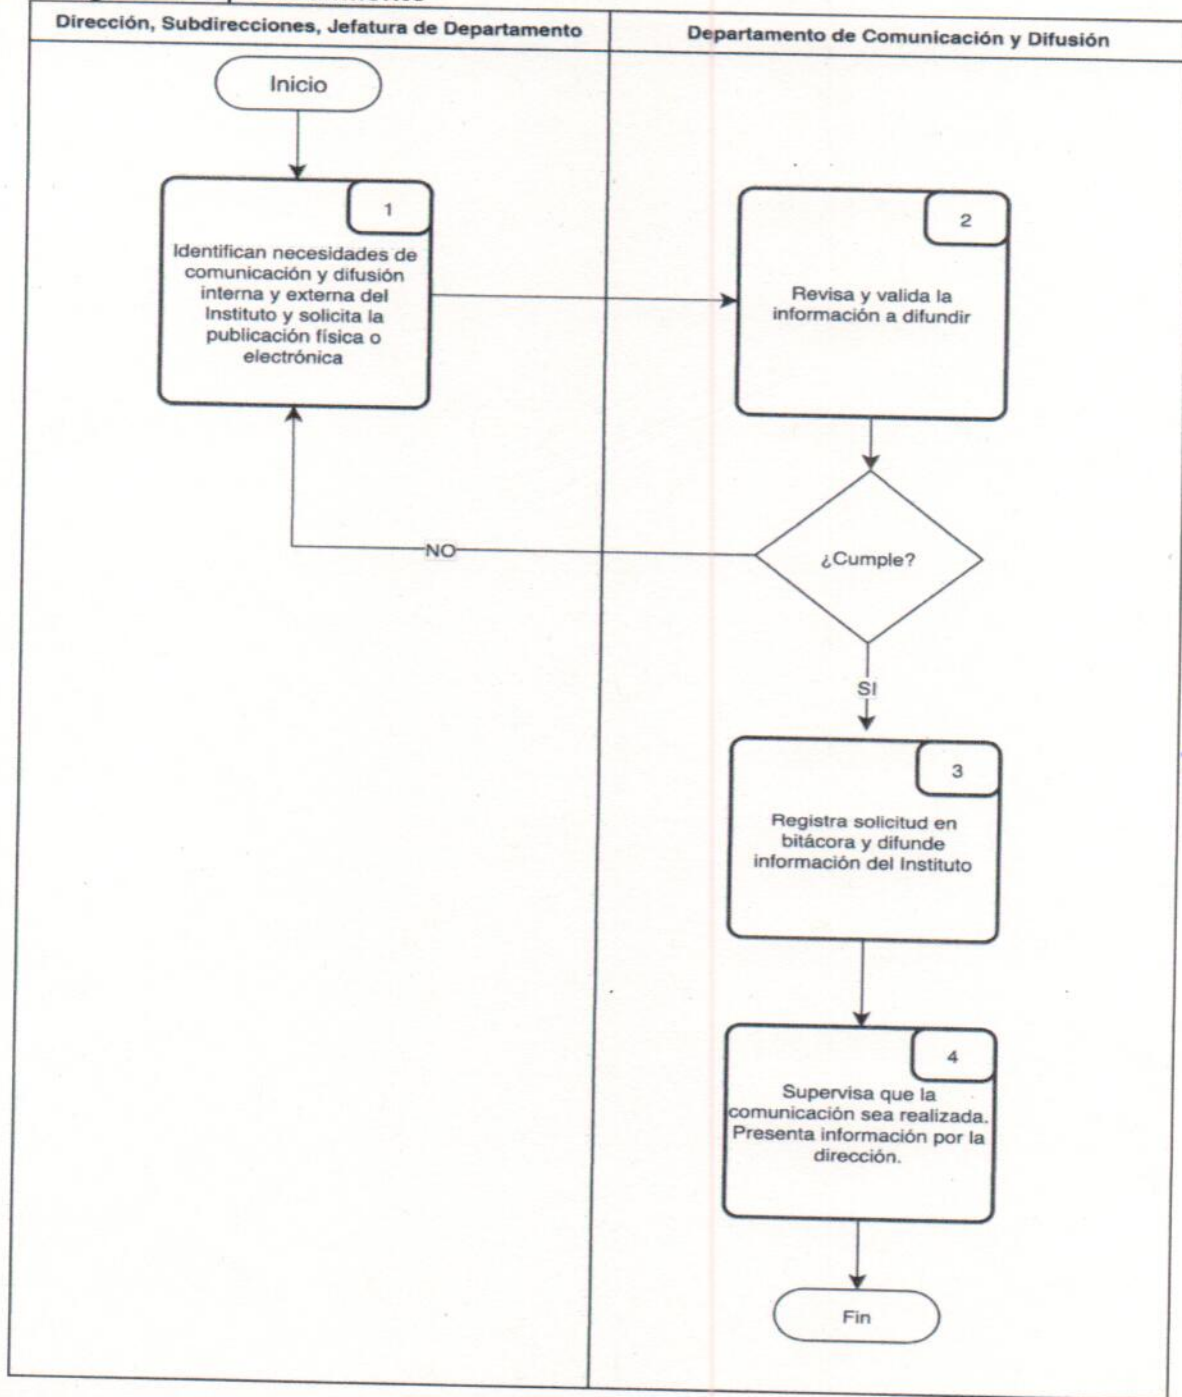 Dirección, Subdirecciones, Jefatura de Departamento
Departamento de Comunicación y Difusión
Inicio
1
Identifican necesidades de
comunicación y difusión
interna y externa del
Instituto y solicita la
publicación física o
electrónica
2
Revisa y valida la
información a difundir
¿Cumple?
NO
SI
3
Registra solicitud en
bitácora y difunde
información del Instituto
4
Supervisa que la
comunicación sea realizada.
Presenta información por la
dirección.
Fin